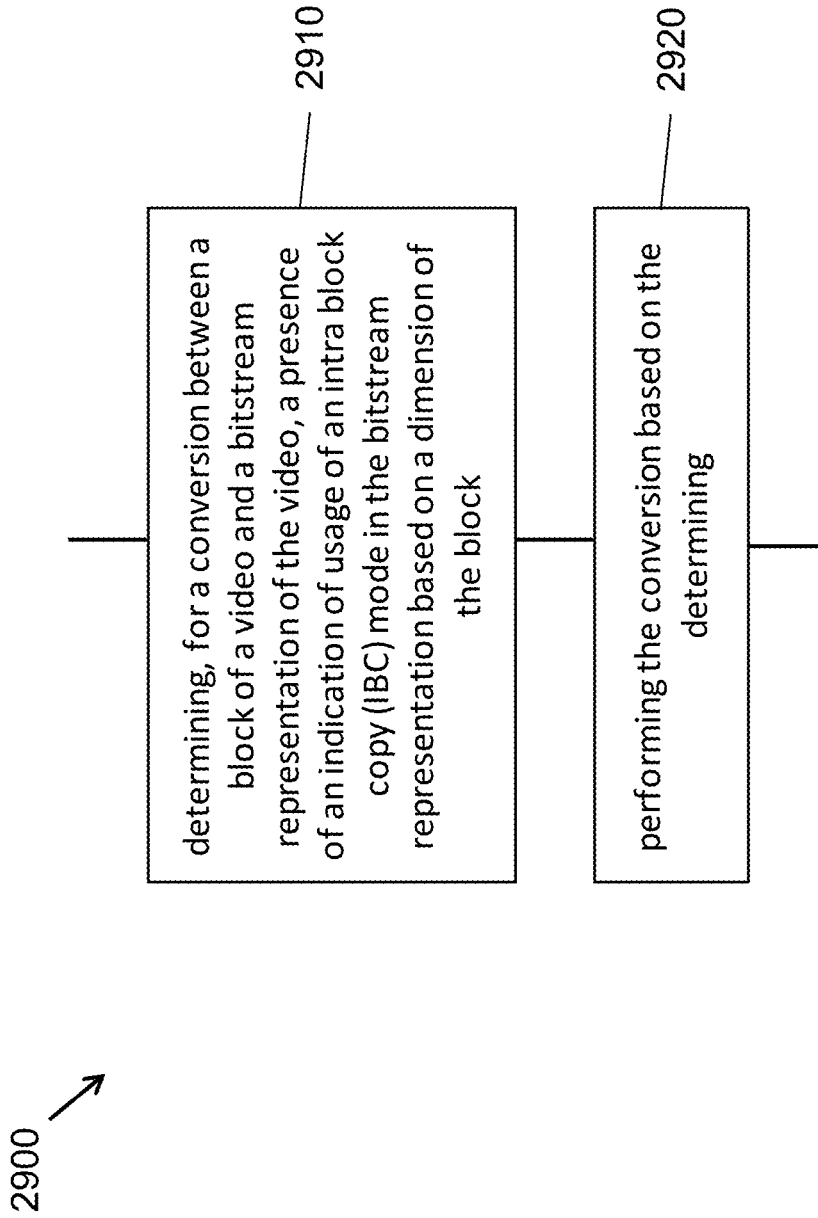 2900
determining, for a conversion between a
block of a video and a bitstream
representation of the video, a presence
of an indication of usage of an intra block
copy (IBC) mode in the bitstream
representation based on a dimension of
the block
2910
performing the conversion based on the
determining
2920